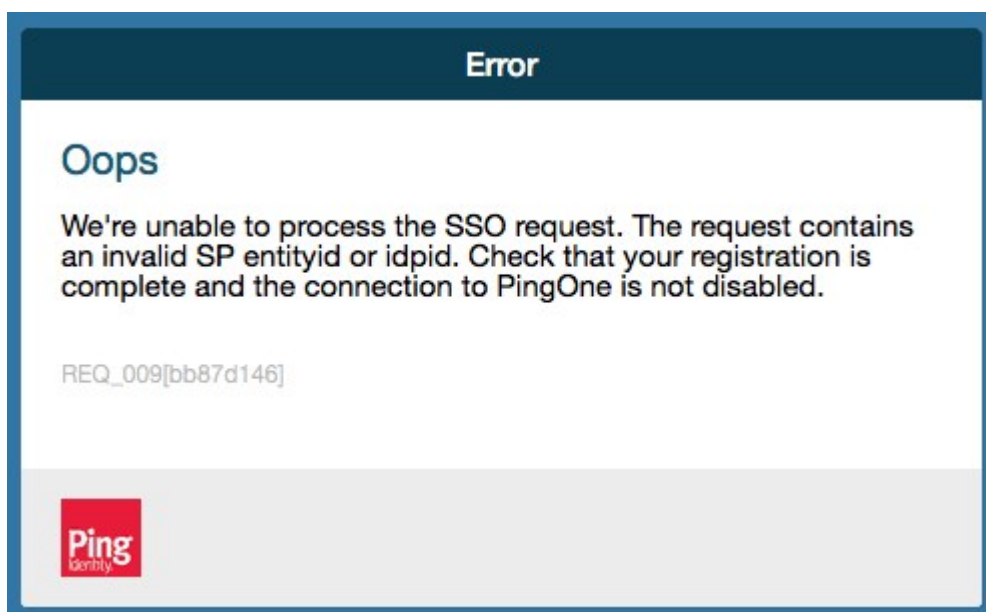 Error
Oops
We're unable to process the SSO request. The request contains
an invalid SP entityid or idpid. Check that your registration is
complete and the connection to PingOne is not disabled.
REQ_009[bb87d146]
Ping
Identity.